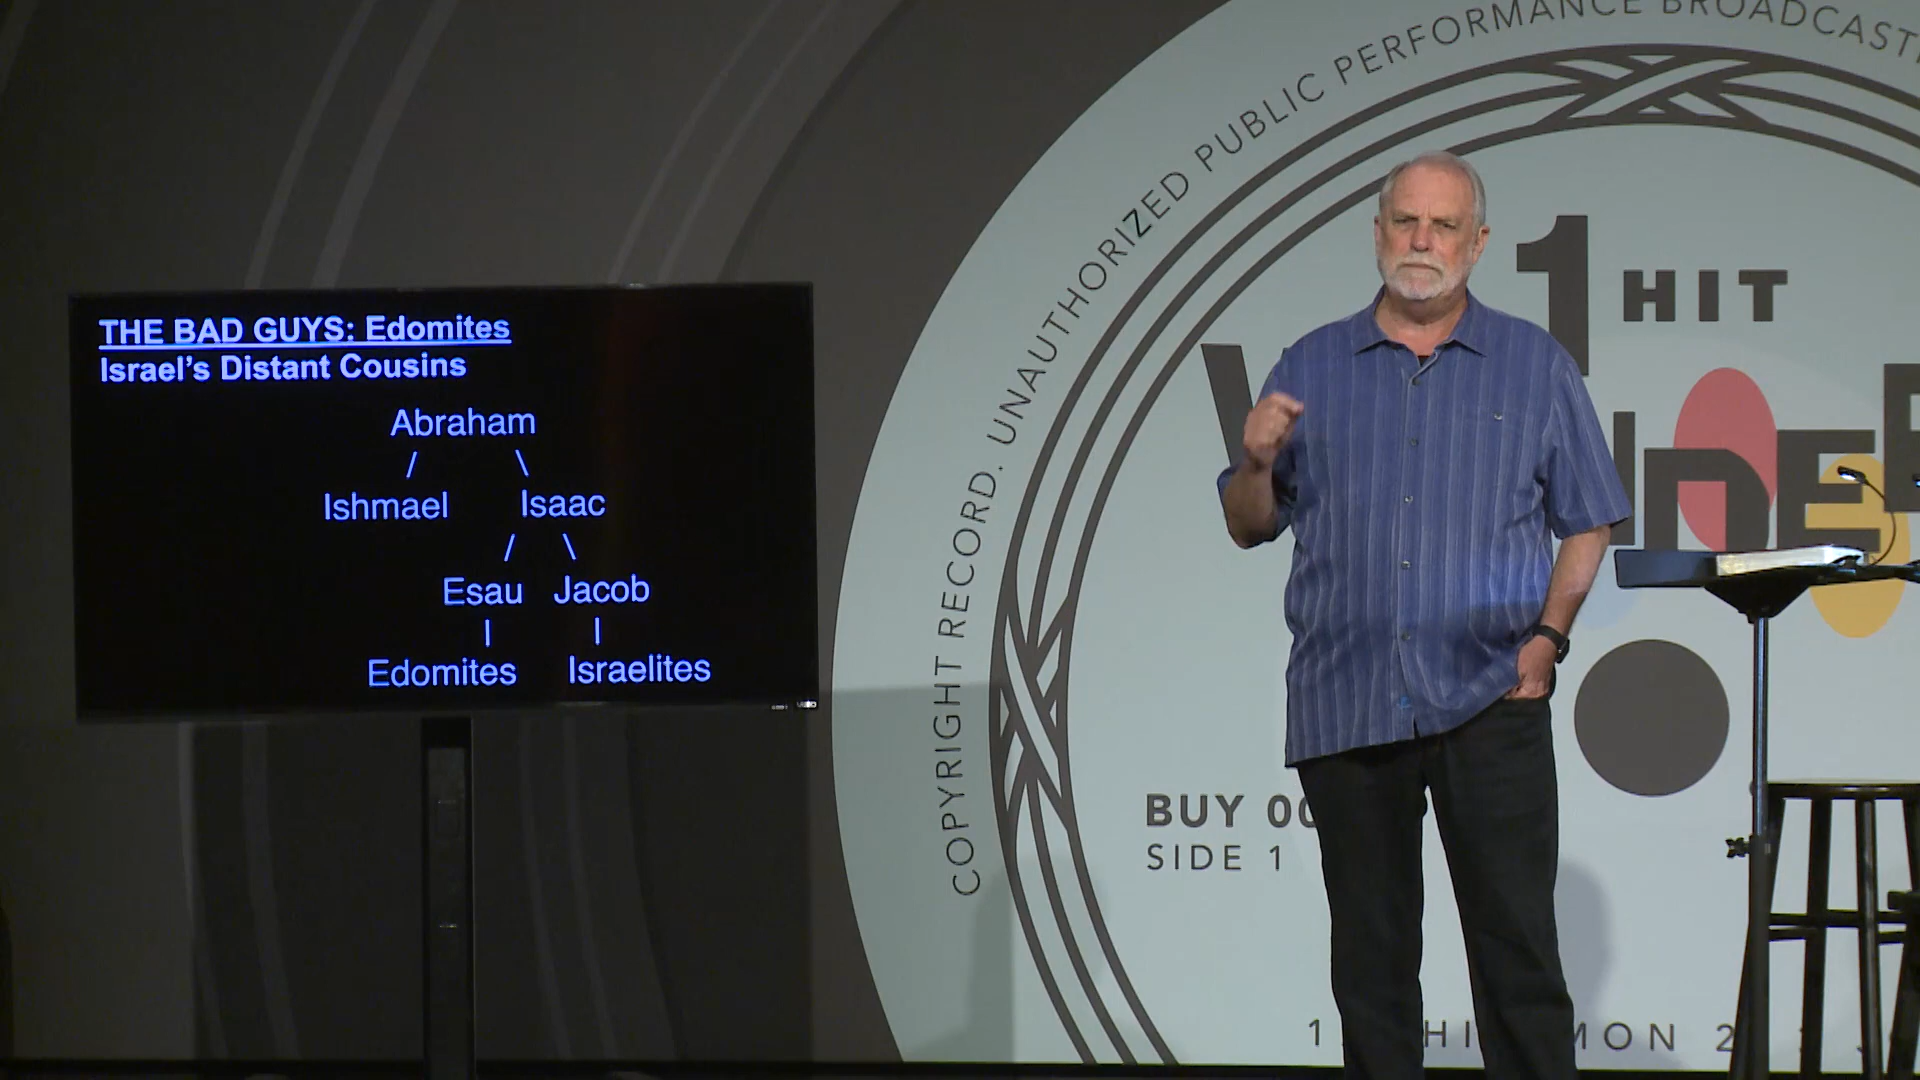 THE BAD GUYS: Edomites
Israel's Distant Cousins
Abraham
/ \
Ishmael Isaac
/ \
Esau Jacob
| |
Edomites Israelites
COPYRIGHT RECORD. UNAUTHORIZED PUBLIC PERFORMANCE
1 HIT
BUY
SIDE 1